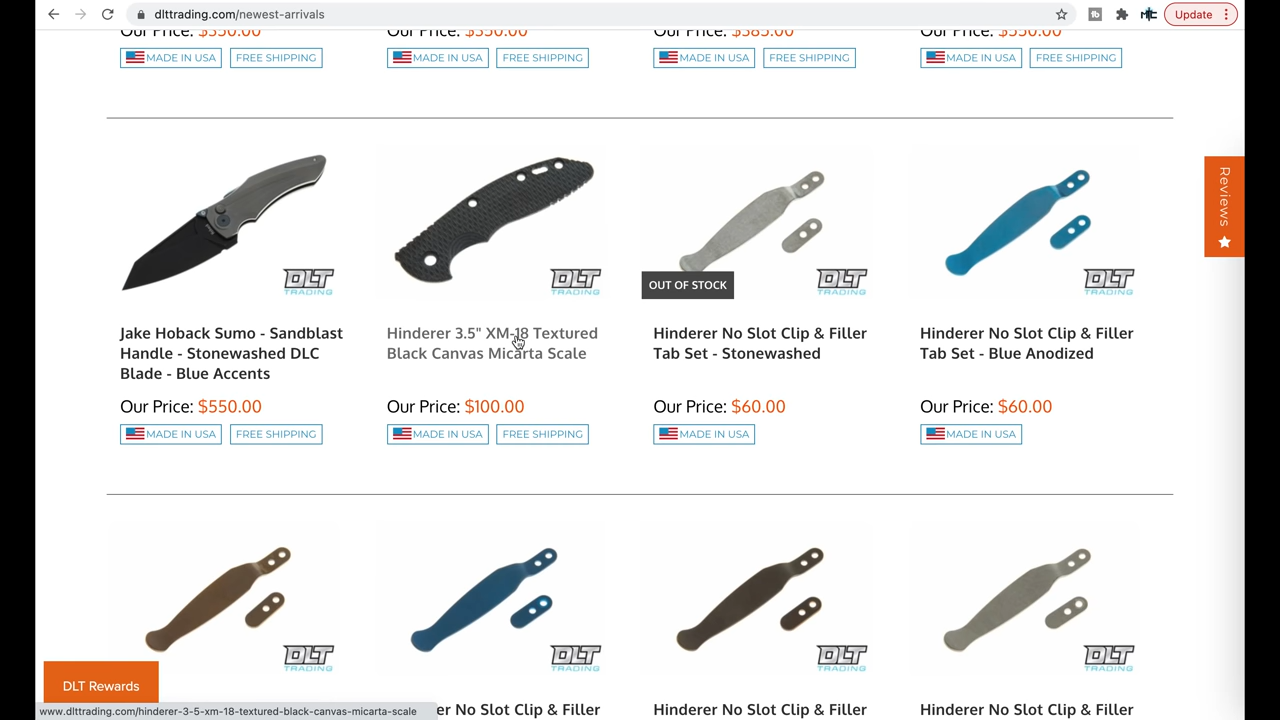 dlttrading.com/newest-arrivals
Update
Our Price: $350.00
Our Price: $350.00
Our Price: $385.00
Our Price: $350.00
MADE IN USA FREE SHIPPING
MADE IN USA FREE SHIPPING
MADE IN USA FREE SHIPPING
MADE IN USA FREE SHIPPING
Reviews
DLT
TRADING
DLT
TRADING
OUT OF STOCK
DLT
TRADING
DLT
TRADING
Jake Hoback Sumo - Sandblast
Handle - Stonewashed DLC
Blade - Blue Accents
Our Price: $550.00
MADE IN USA FREE SHIPPING
Hinderer 3.5" XM-18 Textured
Black Canvas Micarta Scale
Our Price: $100.00
MADE IN USA FREE SHIPPING
Hinderer No Slot Clip & Filler
Tab Set - Stonewashed
Our Price: $60.00
MADE IN USA
Hinderer No Slot Clip & Filler
Tab Set - Blue Anodized
Our Price: $60.00
MADE IN USA
DLT
TRADING
DLT
TRADING
DLT
TRADING
DLT
TRADING
DLT Rewards
er No Slot Clip & Filler
Hinderer No Slot Clip & Filler
Hinderer No Slot Clip & Filler
www.dlttrading.com/hinderer-3-5-xm-18-textured-black-canvas-micarta-scale